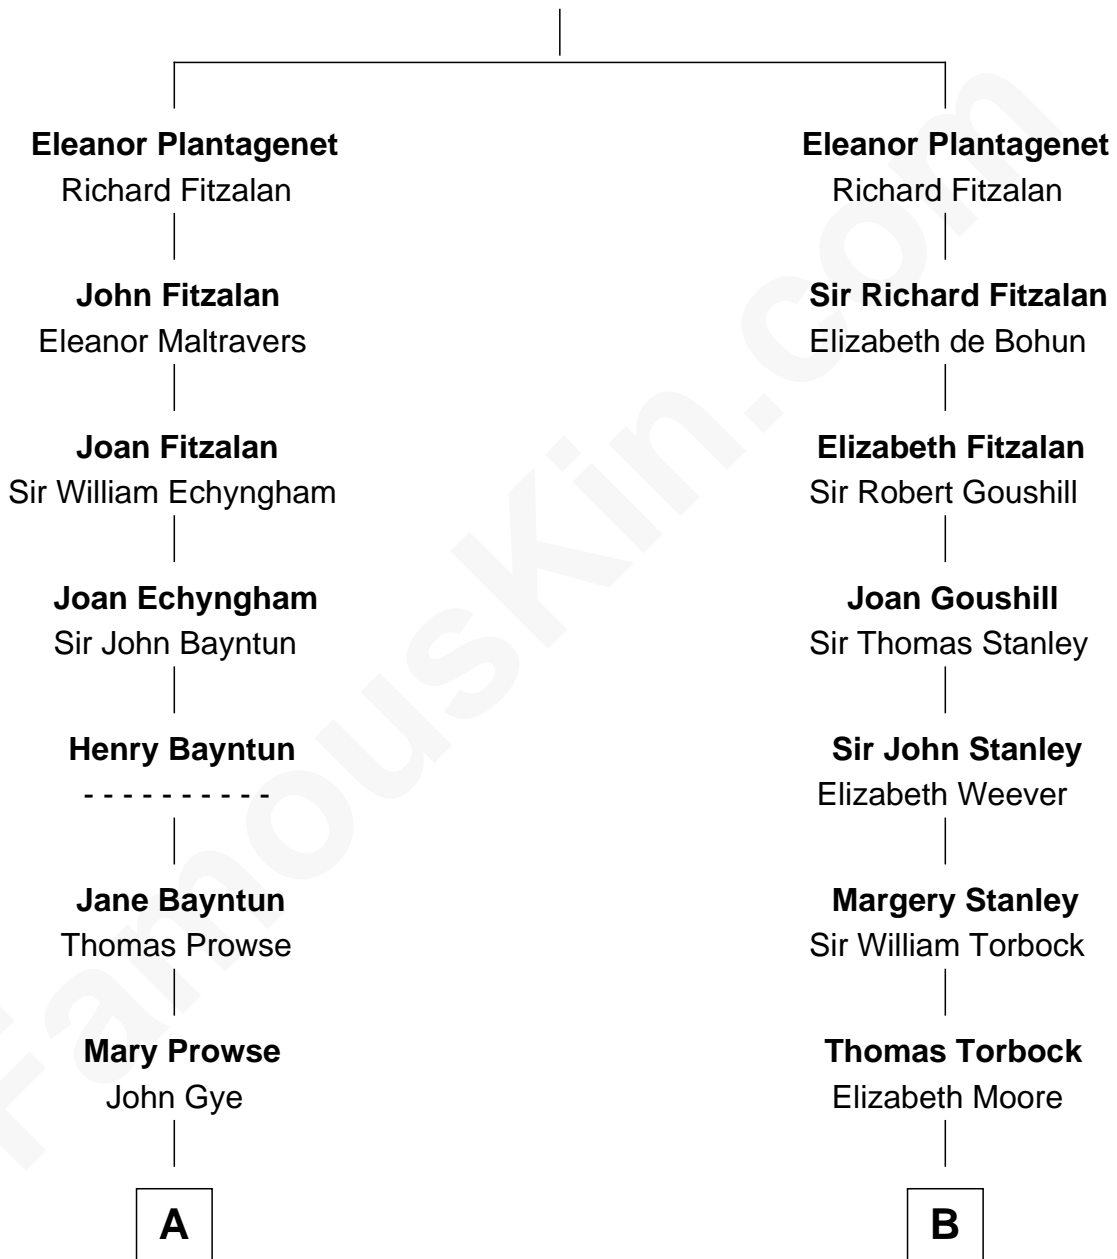 Eleanor Plantagenet
Richard Fitzalan
John Fitzalan
Eleanor Maltravers
Joan Fitzalan
Sir William Echyngham
Joan Echyngham
Sir John Bayntun
Henry Bayntun
- - - - - - - - - -
Jane Bayntun
Thomas Prowse
Mary Prowse
John Gye
A
Eleanor Plantagenet
Richard Fitzalan
Sir Richard Fitzalan
Elizabeth de Bohun
Elizabeth Fitzalan
Sir Robert Goushill
Joan Goushill
Sir Thomas Stanley
Sir John Stanley
Elizabeth Weever
Margery Stanley
Sir William Torbock
Thomas Torbock
Elizabeth Moore
B
FamousKin.com